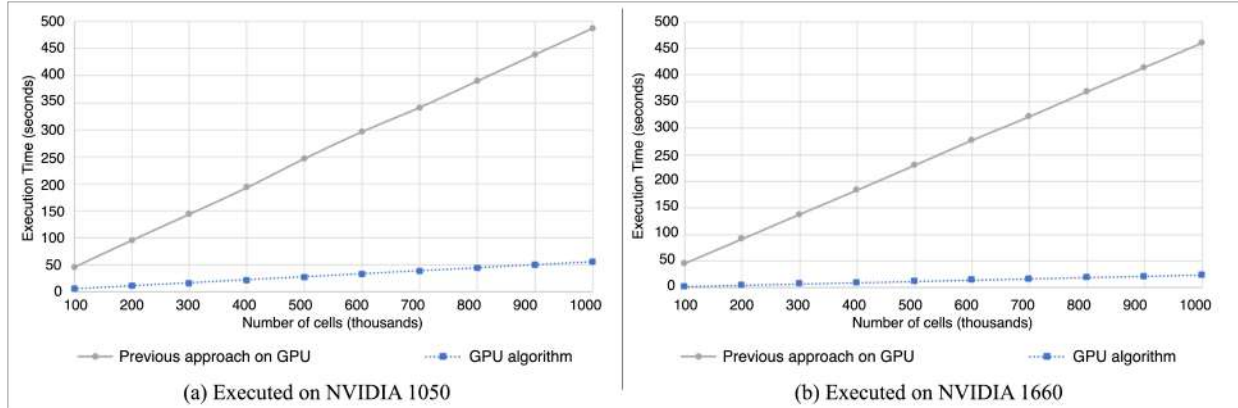 500
450
400
350
300
250
200
150
100
50
0
Execution Time (seconds)
100 200 300 400 500 600 700 800 900 1000
Number of cells (thousands)
Previous approach on GPU GPU algorithm
(a) Executed on NVIDIA 1050
500
450
400
350
300
250
200
150
100
50
0
Execution Time (seconds)
100 200 300 400 500 600 700 800 900 1000
Number of cells (thousands)
Previous approach on GPU GPU algorithm
(b) Executed on NVIDIA 1660